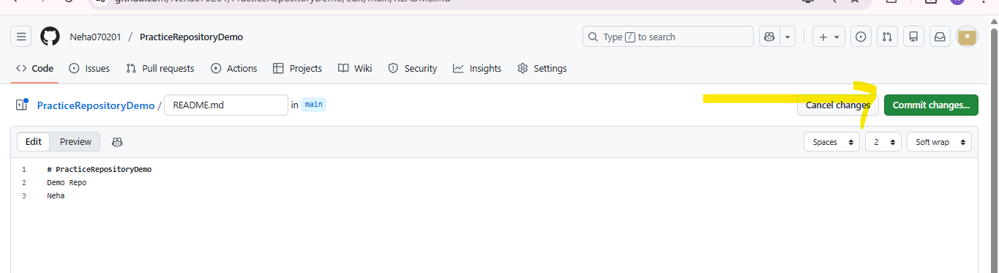 github.com/Neha070201/PracticeRepositoryDemo/edit/main/README.md
Neha070201 / PracticeRepositoryDemo
Type / to search
Code Issues Pull requests Actions Projects Wiki Security Insights Settings
PracticeRepositoryDemo / README.md in main
Cancel changes Commit changes...
Edit Preview
Spaces 2 Soft wrap
1 # PracticeRepositoryDemo
2 Demo Repo
3 Neha